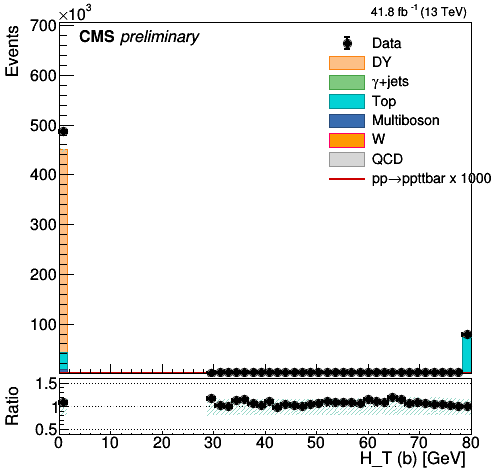 41.8 fb⁻¹ (13 TeV)
×10³
CMS preliminary
Events
700
600
500
400
300
200
100
Data
DY
γ+jets
Top
Multiboson
W
QCD
pp→ppttbar x 1000
Ratio
1.5
1
0.5
0 10 20 30 40 50 60 70 80
H_T (b) [GeV]